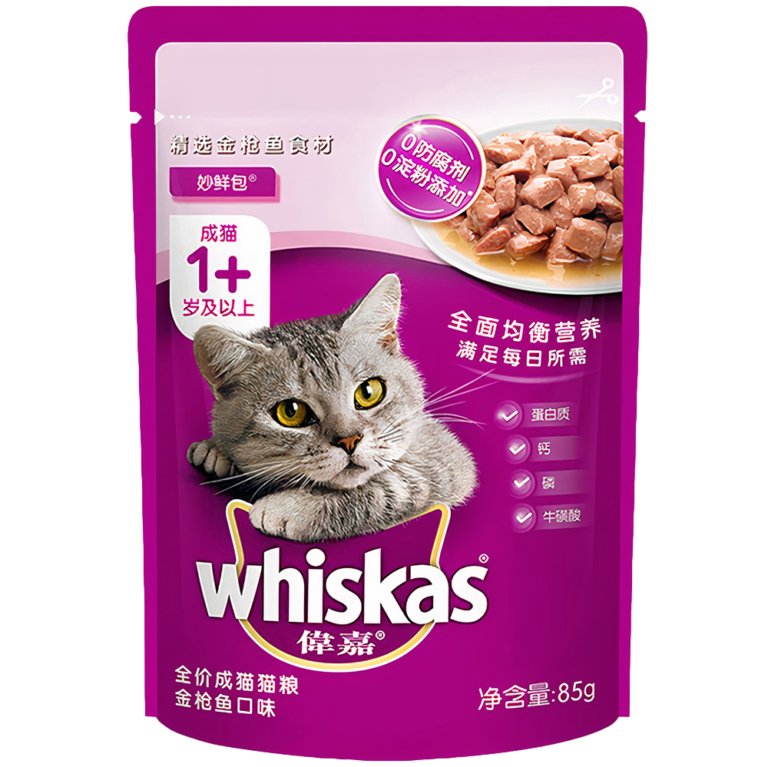 精选金枪鱼食材
妙鲜包®
成猫
1+
岁及以上
0防腐剂
0淀粉添加*
全面均衡营养
满足每日所需
蛋白质
钙
磷
牛磺酸
whiskas®
偉嘉®
全价成猫猫粮
金枪鱼口味
净含量:85g